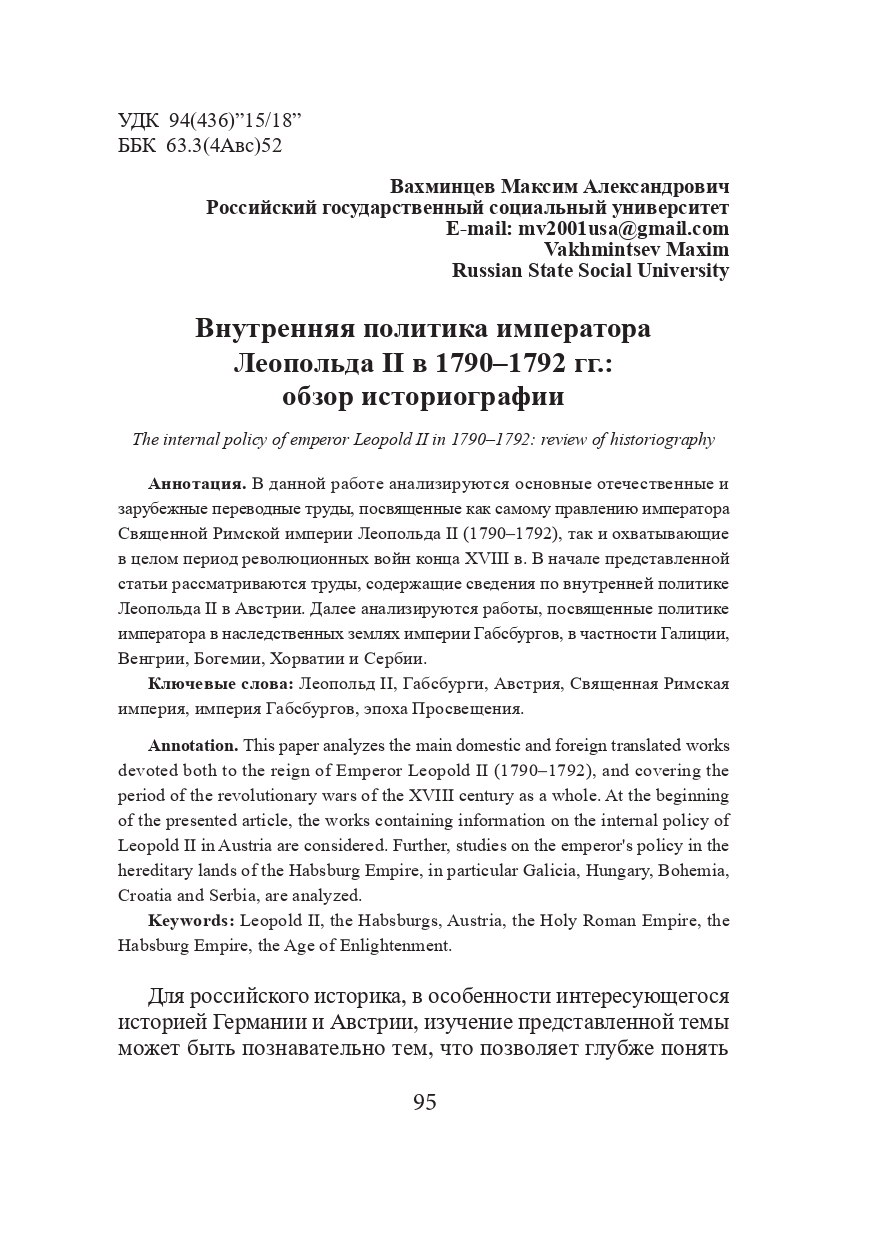 УДК 94(436)”15/18”
ББК 63.3(4Авс)52
Вахминцев Максим Александрович
Российский государственный социальный университет
E-mail: mv2001usa@gmail.com
Vakhmintsev Maxim
Russian State Social University
Внутренняя политика императора
Леопольда II в 1790–1792 гг.:
обзор историографии
The internal policy of emperor Leopold II in 1790–1792: review of historiography
Аннотация. В данной работе анализируются основные отечественные и
зарубежные переводные труды, посвященные как самому правлению императора
Священной Римской империи Леопольда II (1790–1792), так и охватывающие
в целом период революционных войн конца XVIII в. В начале представленной
статьи рассматриваются труды, содержащие сведения по внутренней политике
Леопольда II в Австрии. Далее анализируются работы, посвященные политике
императора в наследственных землях империи Габсбургов, в частности Галиции,
Венгрии, Богемии, Хорватии и Сербии.
Ключевые слова: Леопольд II, Габсбурги, Австрия, Священная Римская
империя, империя Габсбургов, эпоха Просвещения.
Annotation. This paper analyzes the main domestic and foreign translated works
devoted both to the reign of Emperor Leopold II (1790–1792), and covering the
period of the revolutionary wars of the XVIII century as a whole. At the beginning
of the presented article, the works containing information on the internal policy of
Leopold II in Austria are considered. Further, studies on the emperor's policy in the
hereditary lands of the Habsburg Empire, in particular Galicia, Hungary, Bohemia,
Croatia and Serbia, are analyzed.
Keywords: Leopold II, the Habsburgs, Austria, the Holy Roman Empire, the
Habsburg Empire, the Age of Enlightenment.
Для российского историка, в особенности интересующегося
историей Германии и Австрии, изучение представленной темы
может быть познавательно тем, что позволяет глубже понять
95